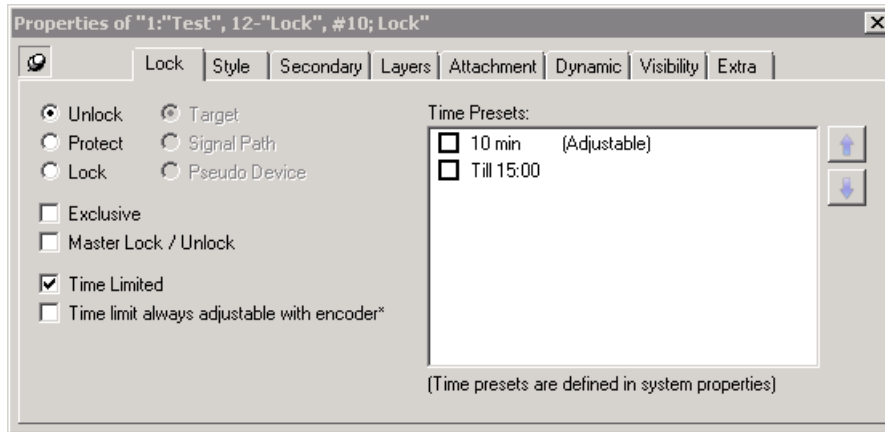 Properties of "1:"Test", 12-"Lock", #10; Lock"
Lock Style Secondary Layers Attachment Dynamic Visibility Extra
Unlock Target
Protect Signal Path
Lock Pseudo Device
Exclusive
Master Lock / Unlock
Time Limited
Time limit always adjustable with encoder*
Time Presets:
10 min (Adjustable)
Till 15:00
(Time presets are defined in system properties)